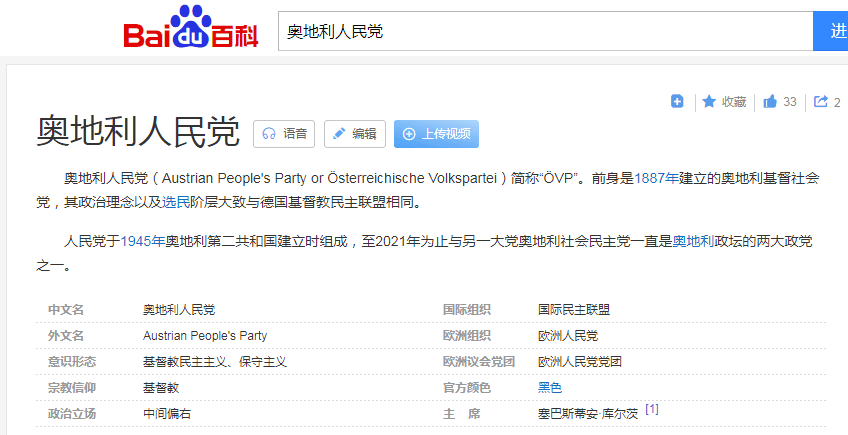 Bai du 百科
奥地利人民党
进
收藏 33 2
奥地利人民党 语音 编辑 上传视频
奥地利人民党（Austrian People's Party or Österreichische Volkspartei）简称“ÖVP”。前身是1887年建立的奥地利基督社会
党，其政治理念以及选民阶层大致与德国基督教民主联盟相同。
人民党于1945年奥地利第二共和国建立时组成，至2021年为止与另一大党奥地利社会民主党一直是奥地利政坛的两大政党
之一。
中文名 奥地利人民党 国际组织 国际民主联盟
外文名 Austrian People's Party 欧洲组织 欧洲人民党
意识形态 基督教民主主义、保守主义 欧洲议会党团 欧洲人民党党团
宗教信仰 基督教 官方颜色 黑色
政治立场 中间偏右 主 席 塞巴斯蒂安·库尔茨 [1]